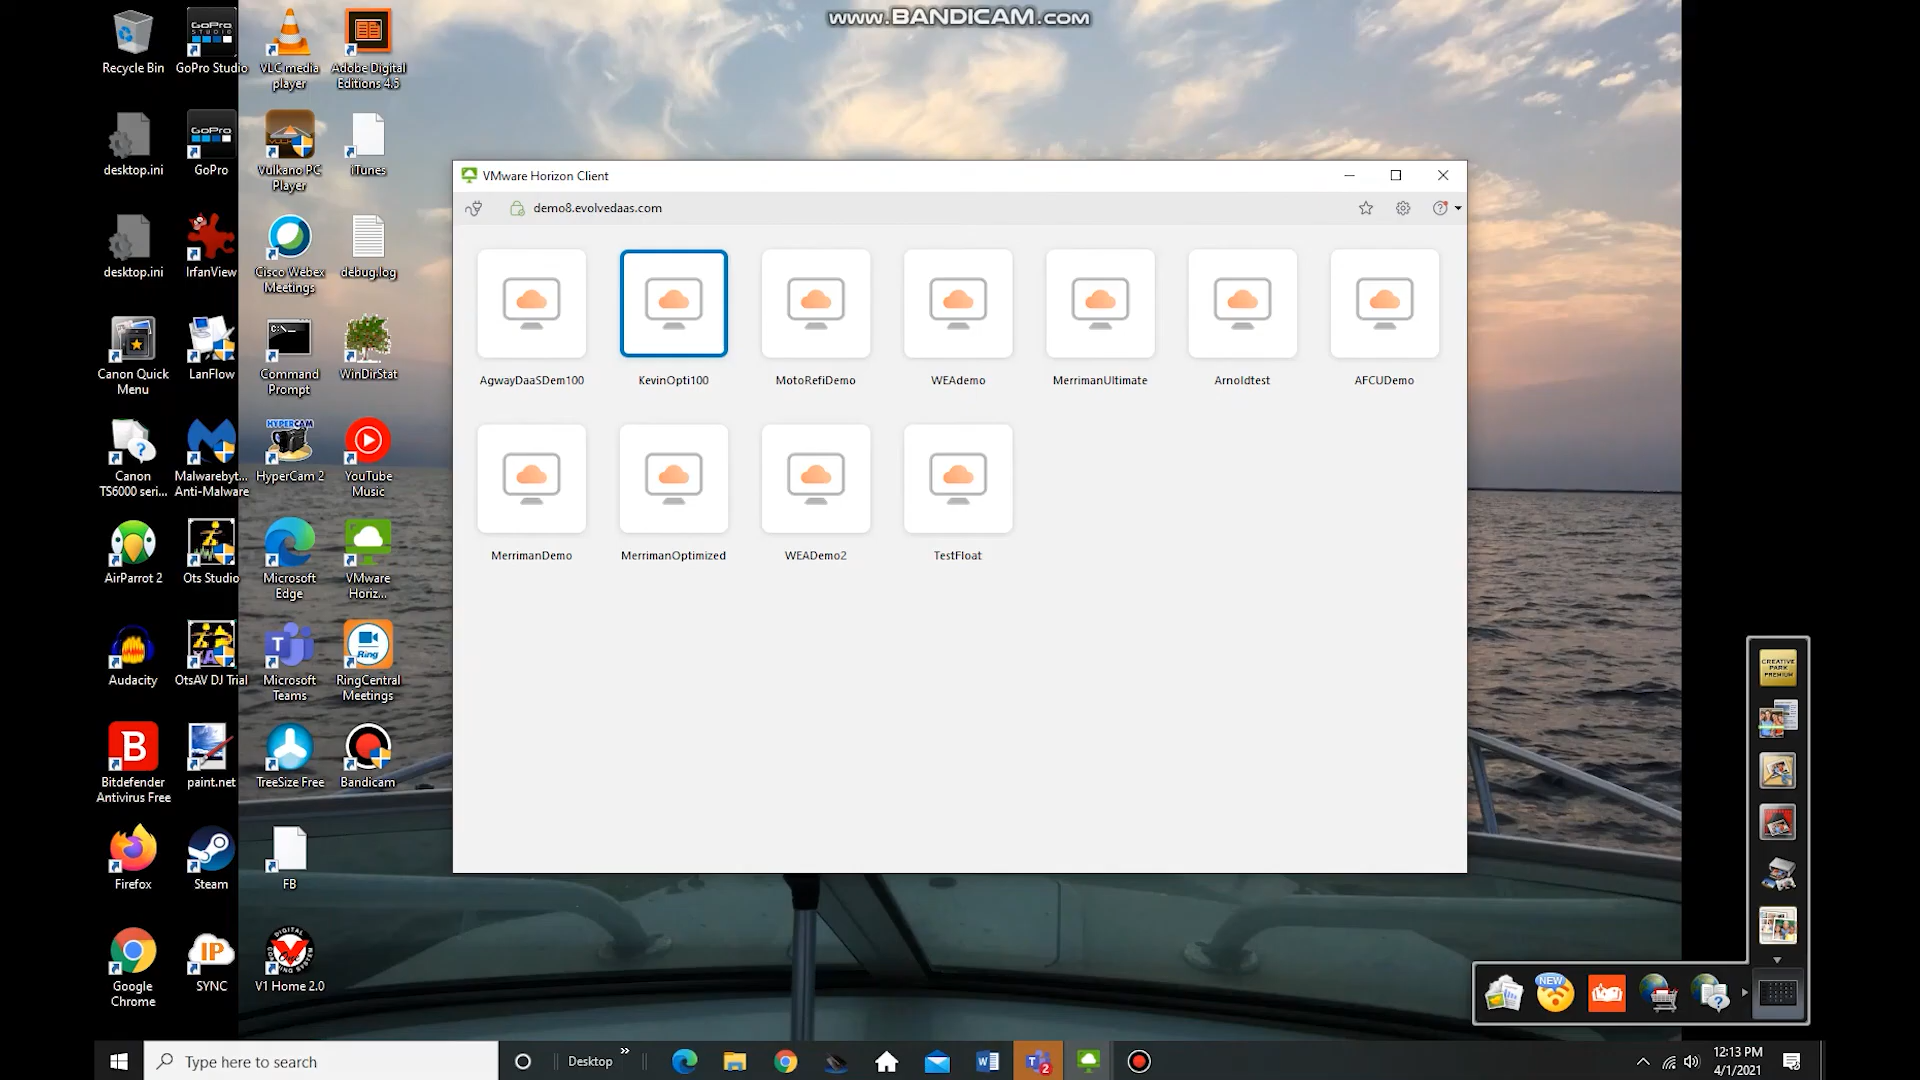 www.BANDICAM.com
Recycle Bin
GoPro Studio
VLC media
player
Adobe Digital
Editions 4.5
desktop.ini
GoPro
Vulkano PC
Player
iTunes
desktop.ini
IrfanView
Cisco Webex
Meetings
debug.log
Canon Quick
Menu
LanFlow
Command
Prompt
WinDirStat
Canon
TS6000 seri...
Malwarebyt...
Anti-Malware
HYPERCAM
HyperCam 2
YouTube
Music
AirParrot 2
Ots Studio
Microsoft
Edge
VMware
Horiz...
Audacity
OtsAV DJ Trial
Microsoft
Teams
Ring
RingCentral
Meetings
Bitdefender
Antivirus Free
paint.net
TreeSize Free
Bandicam
Firefox
Steam
FB
Google
Chrome
IP
SYNC
V1 Home 2.0
VMware Horizon Client
demo8.evolvedaas.com
AgwayDaaSDem100
KevinOpti100
MotoRefiDemo
WEAdemo
MerrimanUltimate
Arnoldtest
AFCUDemo
MerrimanDemo
MerrimanOptimized
WEADemo2
TestFloat
CREATIVE
PARK
PREMIUM
NEW
Type here to search
Desktop
2
12:13 PM
4/1/2021